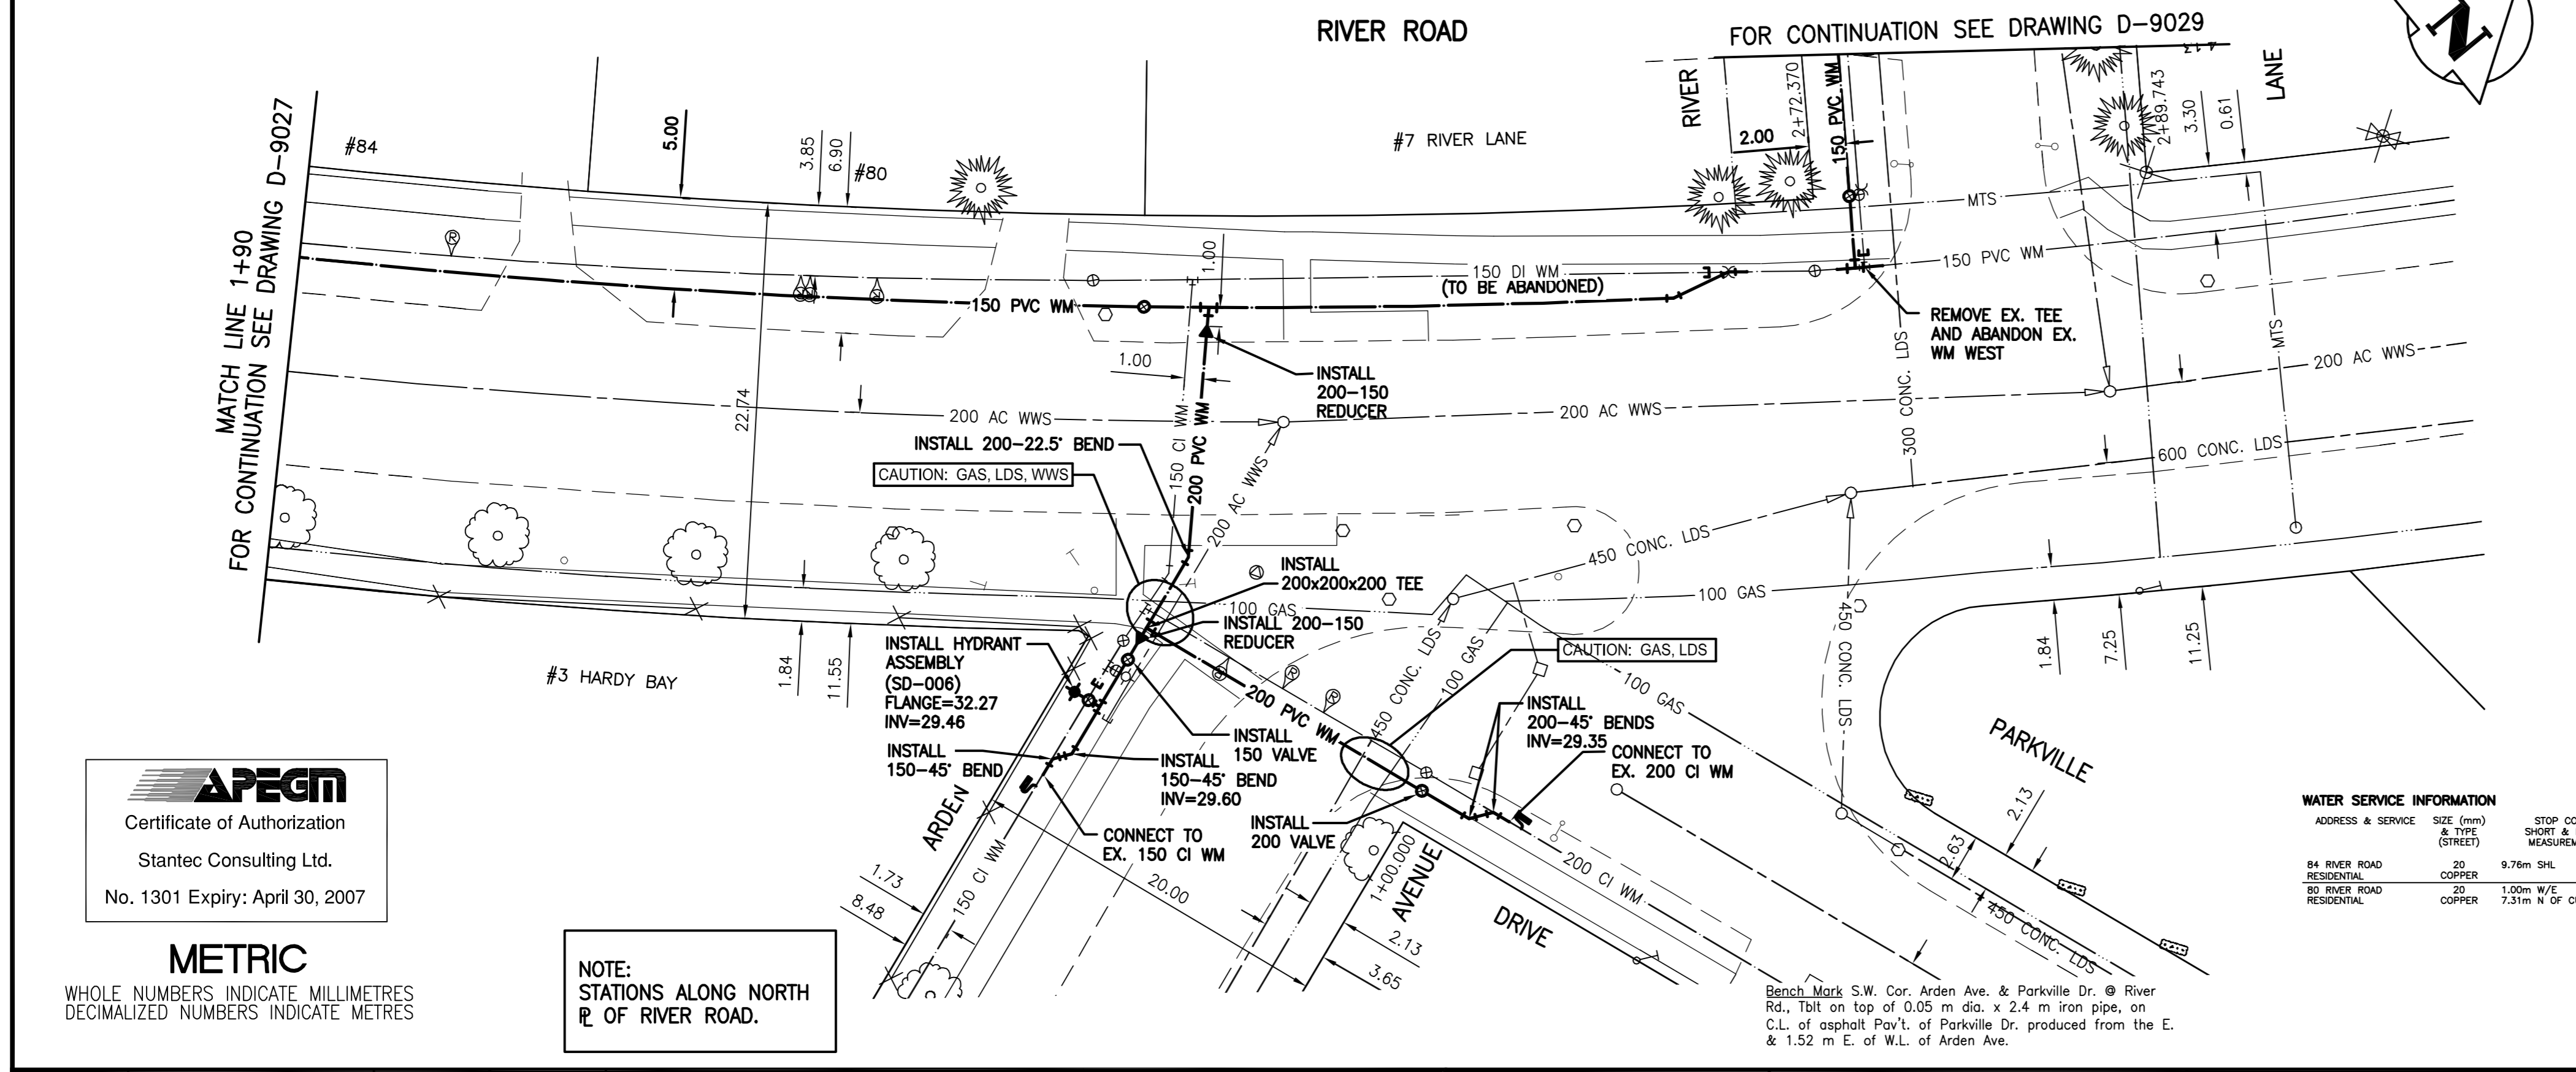 RIVER ROAD
FOR CONTINUATION SEE DRAWING D-9029
N
MATCH LINE 1+90
FOR CONTINUATION SEE DRAWING D-9027
#84
5.00
3.85
6.90
#80
#7 RIVER LANE
RIVER
2.00
2+72.370
150 PVC WM
4.13
2+89.743
3.30
0.61
LANE
MTS
150 PVC WM
R
150 PVC WM
1.00
150 DI WM
(TO BE ABANDONED)
E
E
REMOVE EX. TEE
AND ABANDON EX.
WM WEST
22.74
1.00
INSTALL
200-150
REDUCER
300 CONC. LDS
MTS
200 AC WWS
200 AC WWS
200 AC WWS
150 CI WM
200 PVC WM
200 AC WWS
INSTALL 200-22.5° BEND
CAUTION: GAS, LDS, WWS
600 CONC. LDS
450 CONC. LDS
INSTALL
200x200x200 TEE
100 GAS
100 GAS
INSTALL 200-150
REDUCER
#3 HARDY BAY
1.84
11.55
INSTALL HYDRANT
ASSEMBLY
(SD-006)
FLANGE=32.27
INV=29.46
E
INSTALL
150-45° BEND
INSTALL
150-45° BEND
INV=29.60
INSTALL
150 VALVE
200 PVC WM
R
R
450 CONC. LDS
100 GAS
CAUTION: GAS, LDS
100 GAS
450 CONC. LDS
1.84
7.25
11.25
INSTALL
200-45° BENDS
INV=29.35
CONNECT TO
EX. 200 CI WM
PARKVILLE
2.13
2.63
450 CONC. LDS
CONNECT TO
EX. 150 CI WM
INSTALL
200 VALVE
ARDEN
1.73
8.48
150 CI WM
20.00
1+00.000
AVENUE
2.13
3.65
DRIVE
200 CI WM
APEGM
Certificate of Authorization
Stantec Consulting Ltd.
No. 1301 Expiry: April 30, 2007
METRIC
WHOLE NUMBERS INDICATE MILLIMETRES
DECIMALIZED NUMBERS INDICATE METRES
NOTE:
STATIONS ALONG NORTH
PL OF RIVER ROAD.
WATER SERVICE INFORMATION
ADDRESS & SERVICE SIZE (mm) STOP CO
& TYPE SHORT &
(STREET) MEASUREM
84 RIVER ROAD 20 9.76m SHL
RESIDENTIAL COPPER
80 RIVER ROAD 20 1.00m W/E
RESIDENTIAL COPPER 7.31m N OF C
Bench Mark S.W. Cor. Arden Ave. & Parkville Dr. @ River
Rd., Tblt on top of 0.05 m dia. x 2.4 m iron pipe, on
C.L. of asphalt Pav't. of Parkville Dr. produced from the E.
& 1.52 m E. of W.L. of Arden Ave.